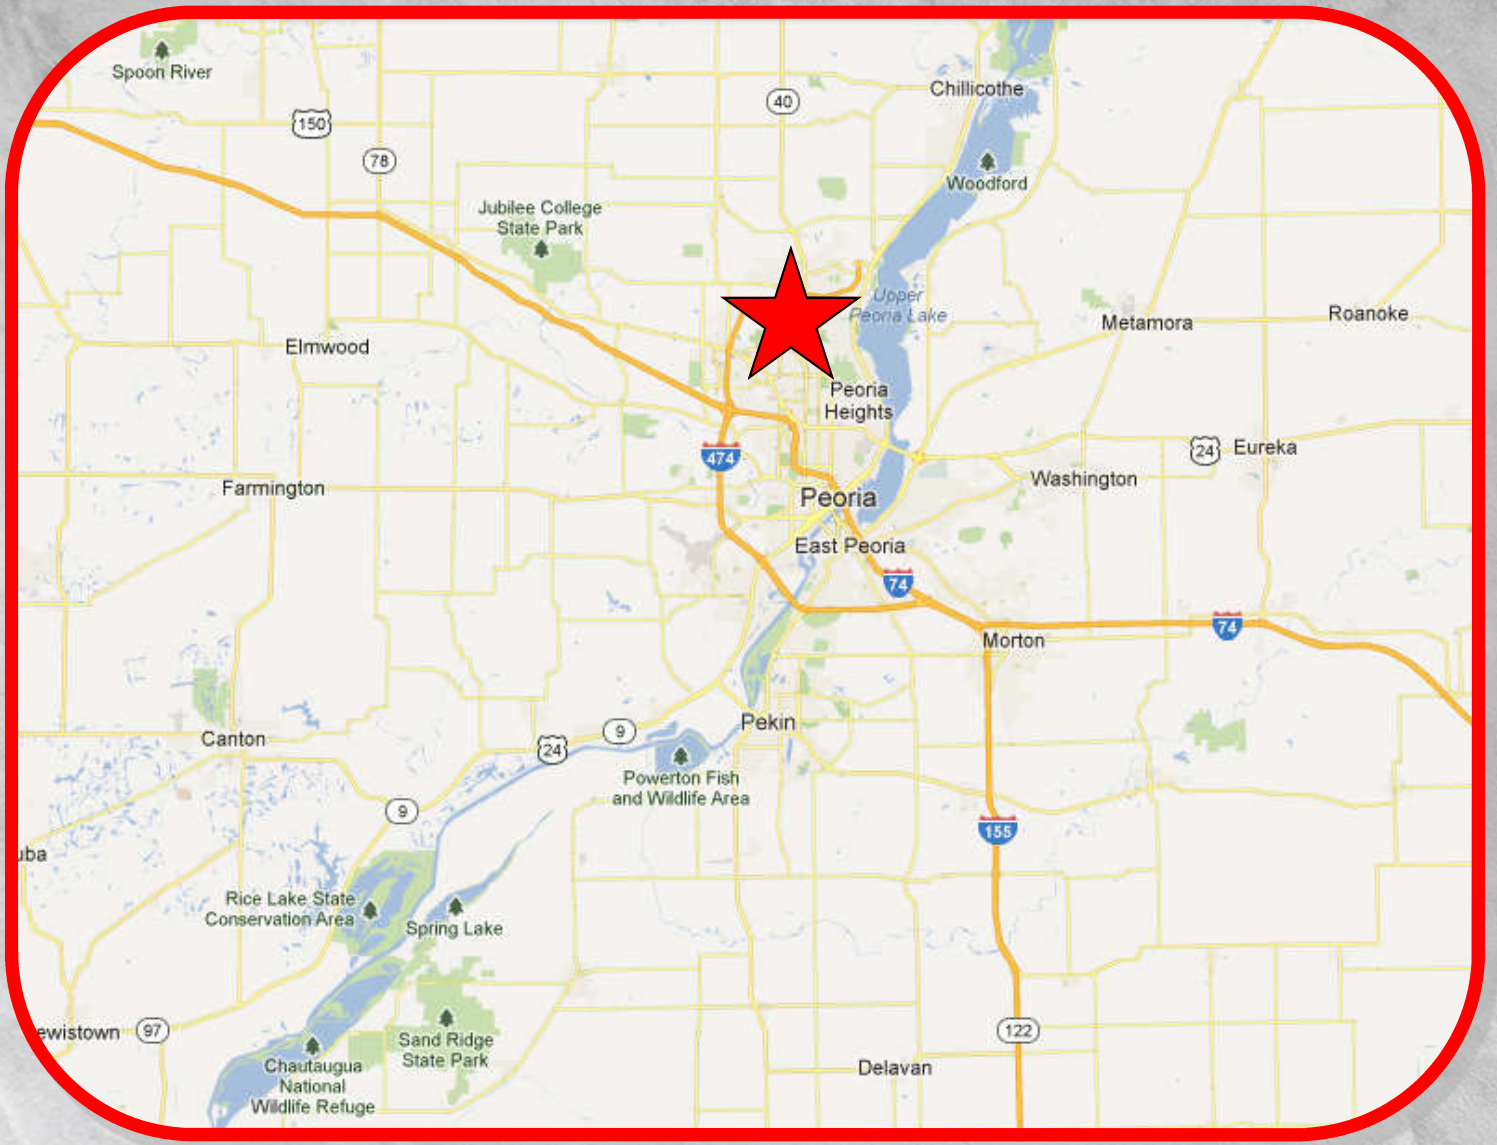 Spoon River
150
40
Chillicothe
78
Woodford
Jubilee College
State Park
Upper
Peoria Lake
Metamora
Roanoke
Elmwood
Peoria
Heights
474
24
Eureka
Washington
Farmington
Peoria
East Peoria
74
74
Morton
Pekin
9
24
Canton
Powerton Fish
and Wildlife Area
9
155
uba
Rice Lake State
Conservation Area
Spring Lake
ewistown
97
Sand Ridge
State Park
122
Chautaugua
National
Wildlife Refuge
Delavan